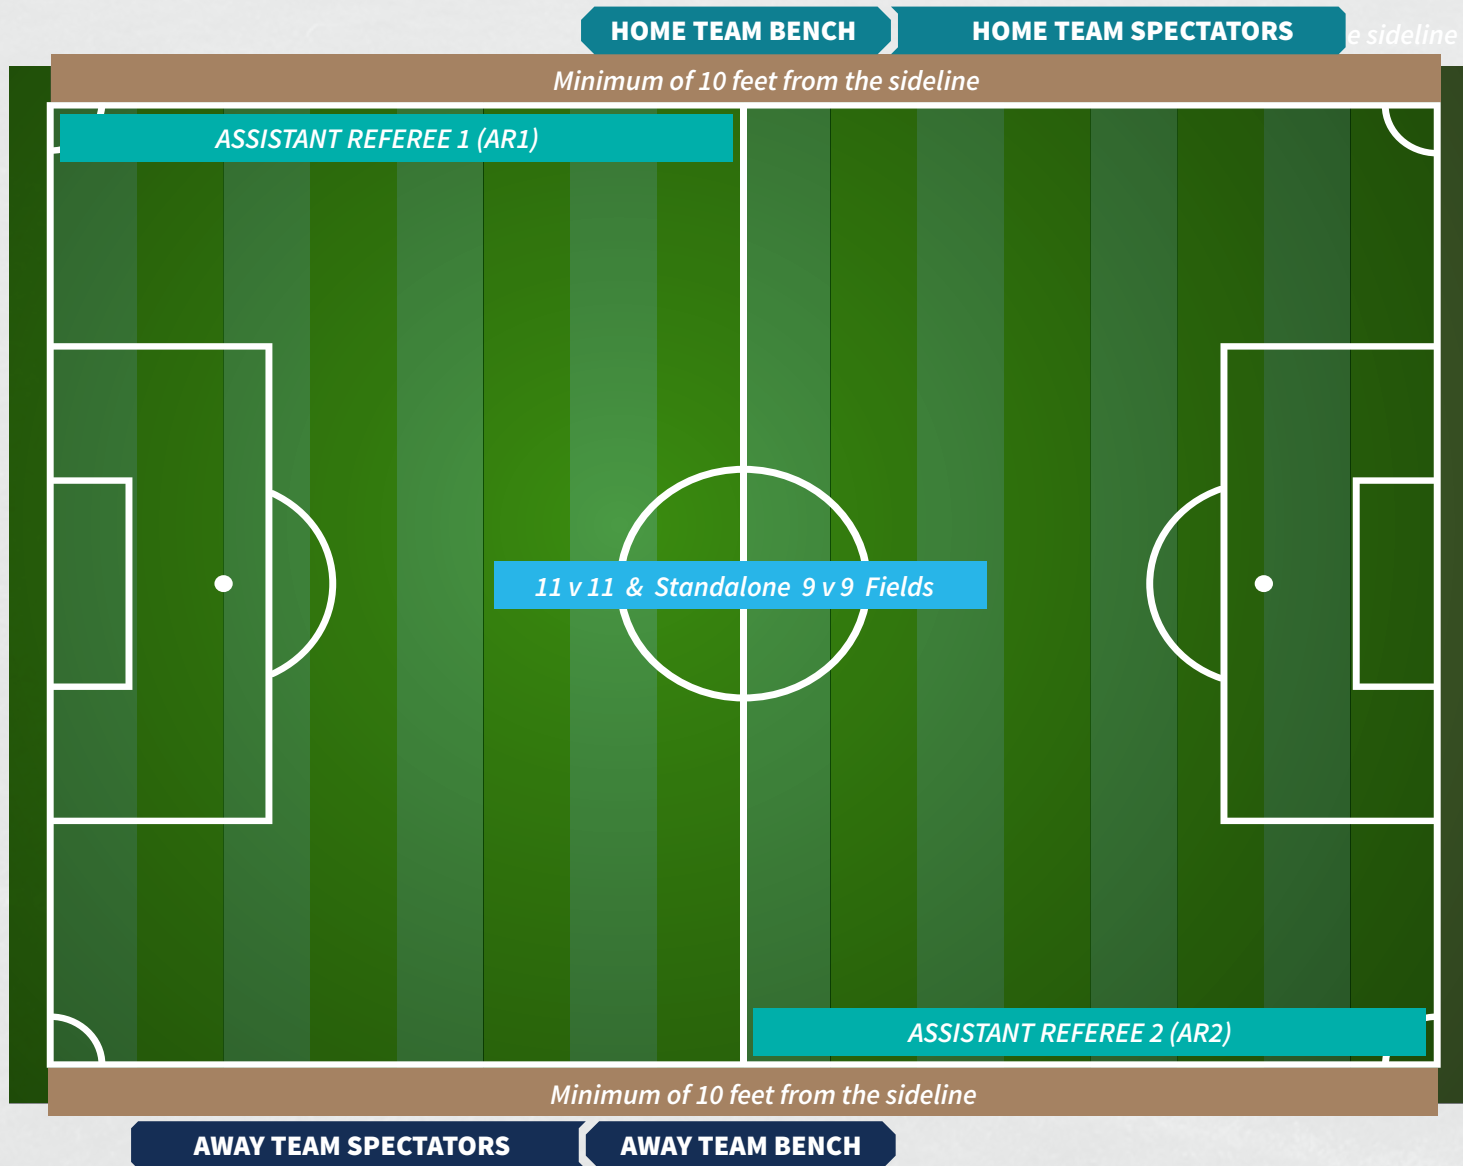 HOME TEAM BENCH
HOME TEAM SPECTATORS
e sideline
Minimum of 10 feet from the sideline
ASSISTANT REFEREE 1 (AR1)
11 v 11 & Standalone 9 v 9 Fields
ASSISTANT REFEREE 2 (AR2)
Minimum of 10 feet from the sideline
AWAY TEAM SPECTATORS
AWAY TEAM BENCH